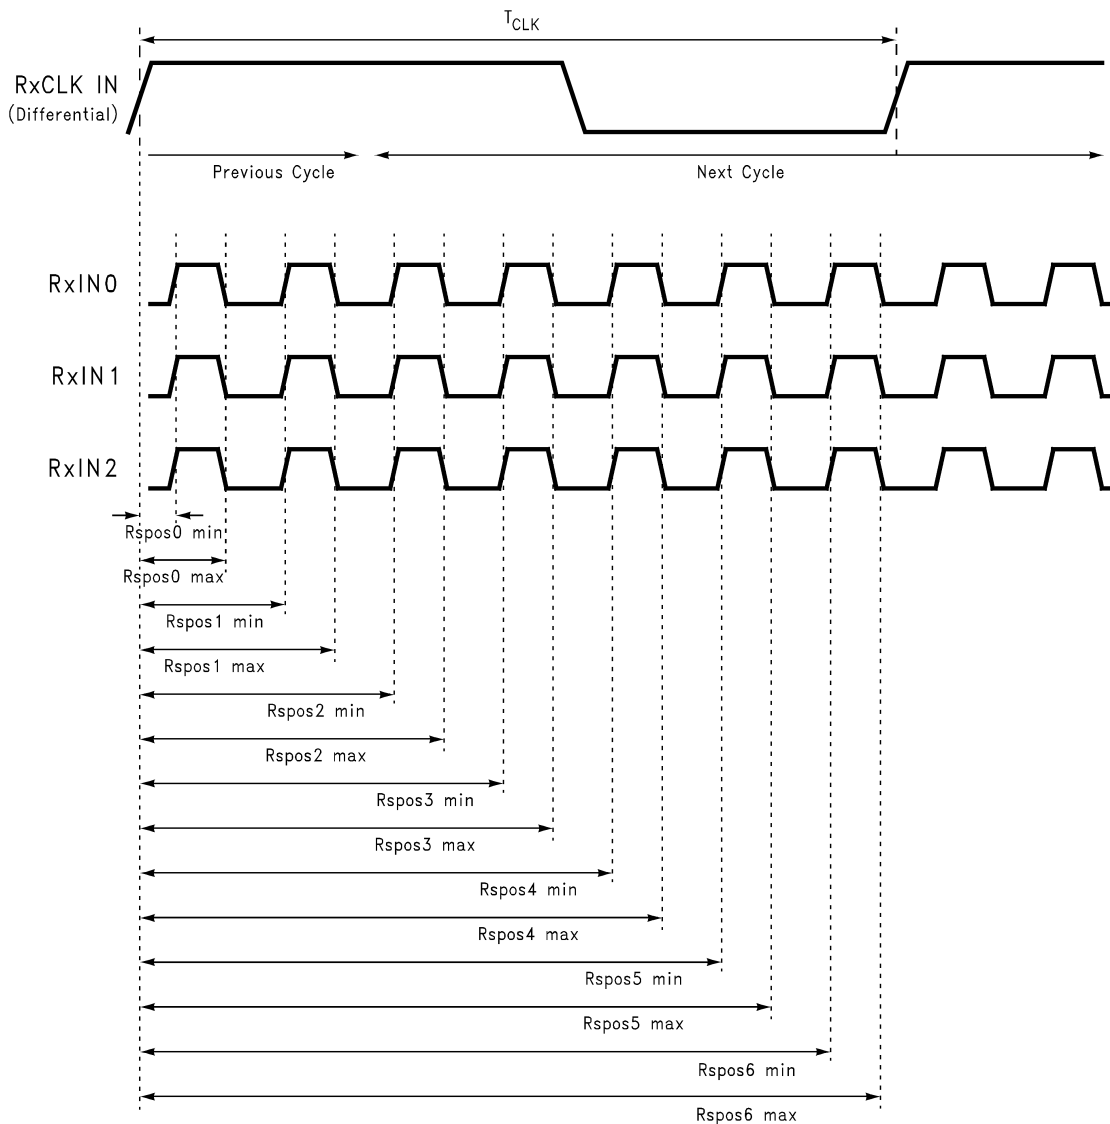 TCLK
RxCLK IN
(Differential)
Previous Cycle
Next Cycle
RxIN0
RxIN1
RxIN2
Rspos0 min
Rspos0 max
Rspos1 min
Rspos1 max
Rspos2 min
Rspos2 max
Rspos3 min
Rspos3 max
Rspos4 min
Rspos4 max
Rspos5 min
Rspos5 max
Rspos6 min
Rspos6 max